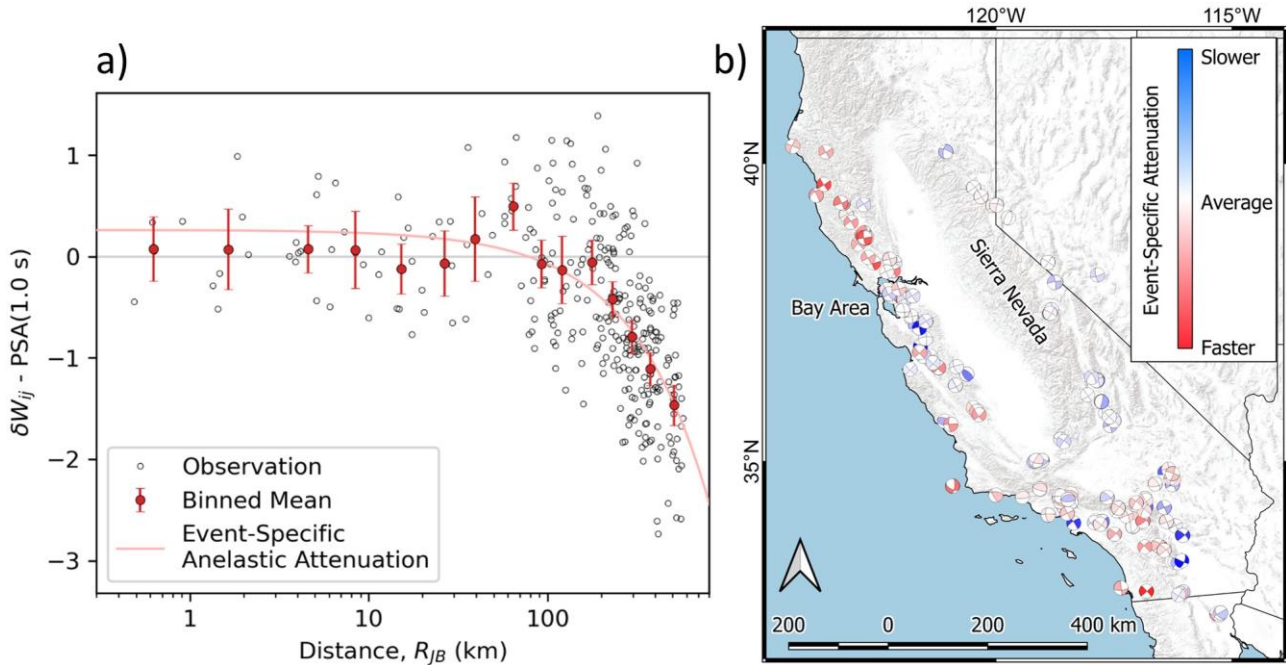 a)
δW_ij - PSA(1.0 s)
1
0
−1
−2
−3
Observation
Binned Mean
Event-Specific
Anelastic Attenuation
1
10
100
Distance, R_JB (km)
b)
120°W
115°W
40°N
35°N
Event-Specific Attenuation
Slower
Average
Faster
Sierra Nevada
Bay Area
200
0
200
400 km